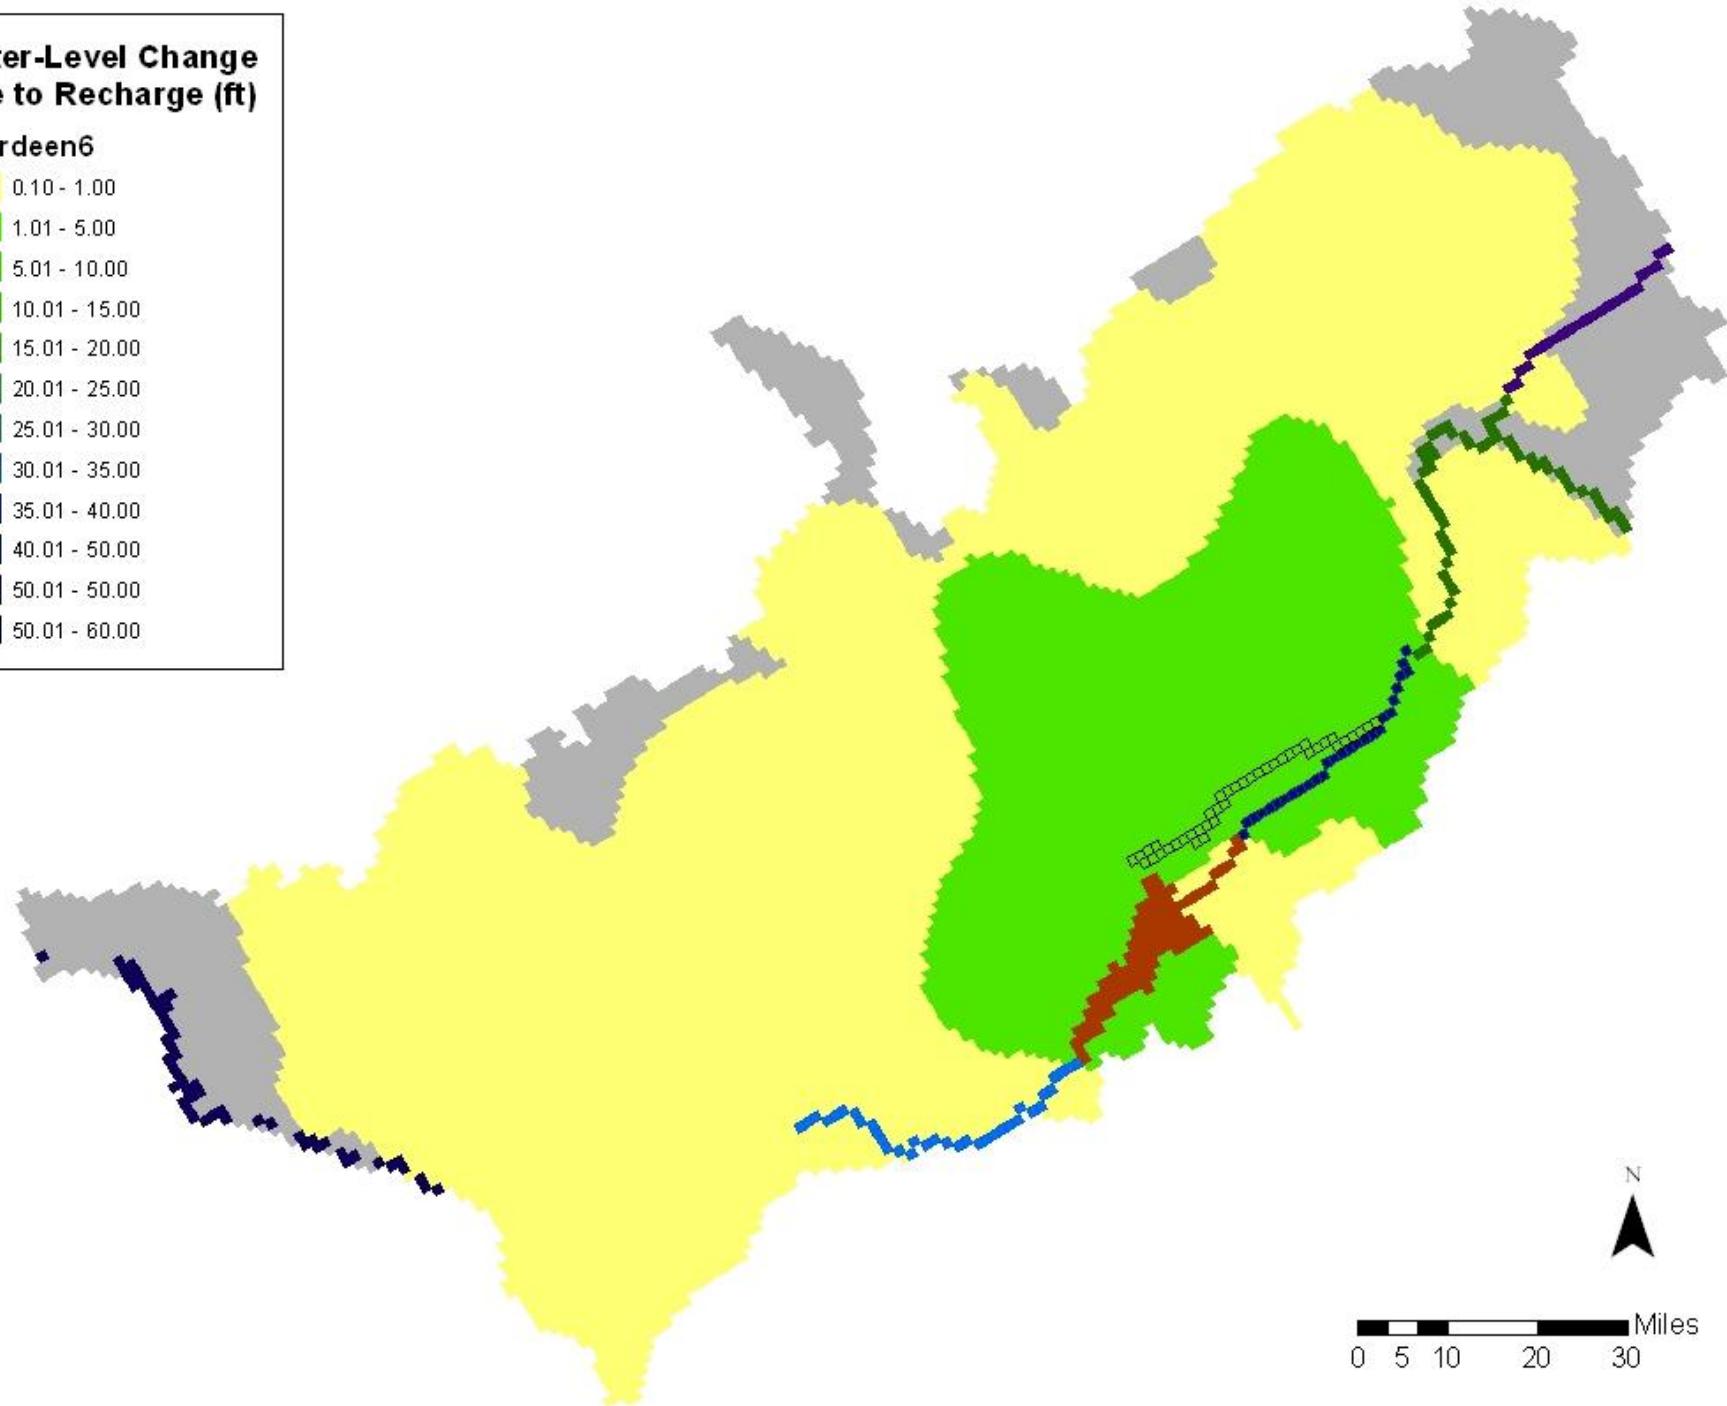 ter-Level Change
e to Recharge (ft)
rdeen6
0.10 - 1.00
1.01 - 5.00
5.01 - 10.00
10.01 - 15.00
15.01 - 20.00
20.01 - 25.00
25.01 - 30.00
30.01 - 35.00
35.01 - 40.00
40.01 - 50.00
50.01 - 50.00
50.01 - 60.00
N
Miles
0 5 10 20 30